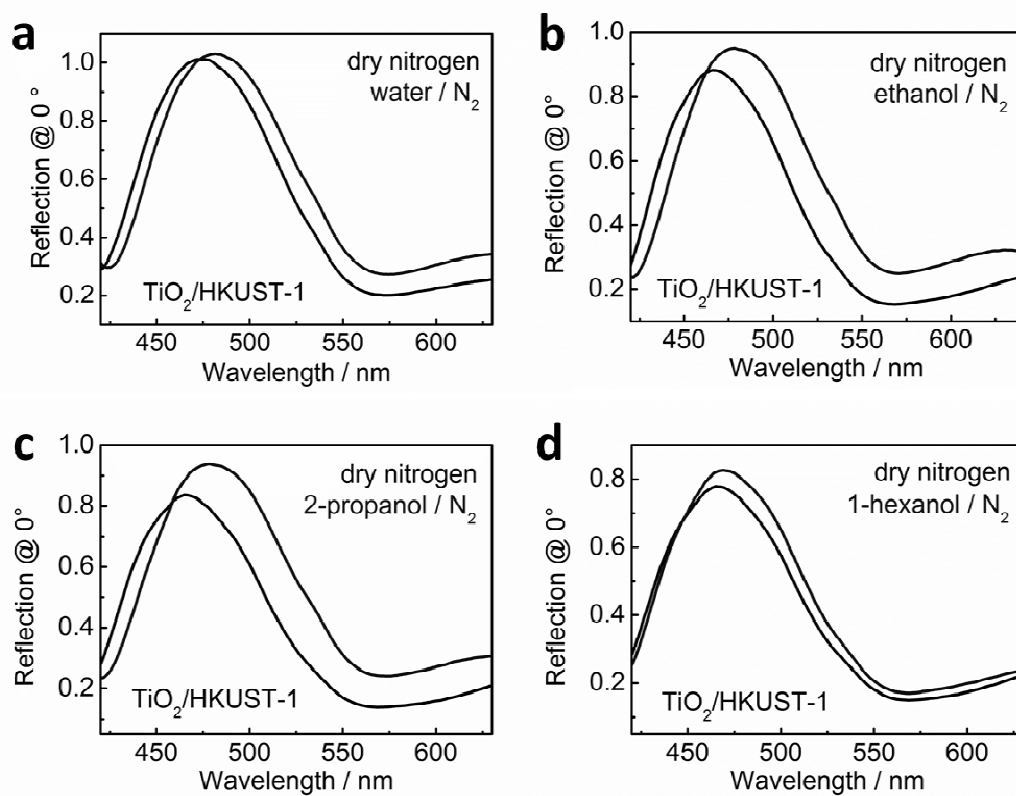 a
dry nitrogen
water / N₂
TiO₂/HKUST-1
Reflection @ 0°
1.0
0.8
0.6
0.4
0.2
450 500 550 600
Wavelength / nm
b
dry nitrogen
ethanol / N₂
TiO₂/HKUST-1
Reflection @ 0°
1.0
0.8
0.6
0.4
0.2
450 500 550 600
Wavelength / nm
c
dry nitrogen
2-propanol / N₂
TiO₂/HKUST-1
Reflection @ 0°
1.0
0.8
0.6
0.4
0.2
450 500 550 600
Wavelength / nm
d
dry nitrogen
1-hexanol / N₂
TiO₂/HKUST-1
Reflection @ 0°
0.8
0.6
0.4
0.2
450 500 550 600
Wavelength / nm